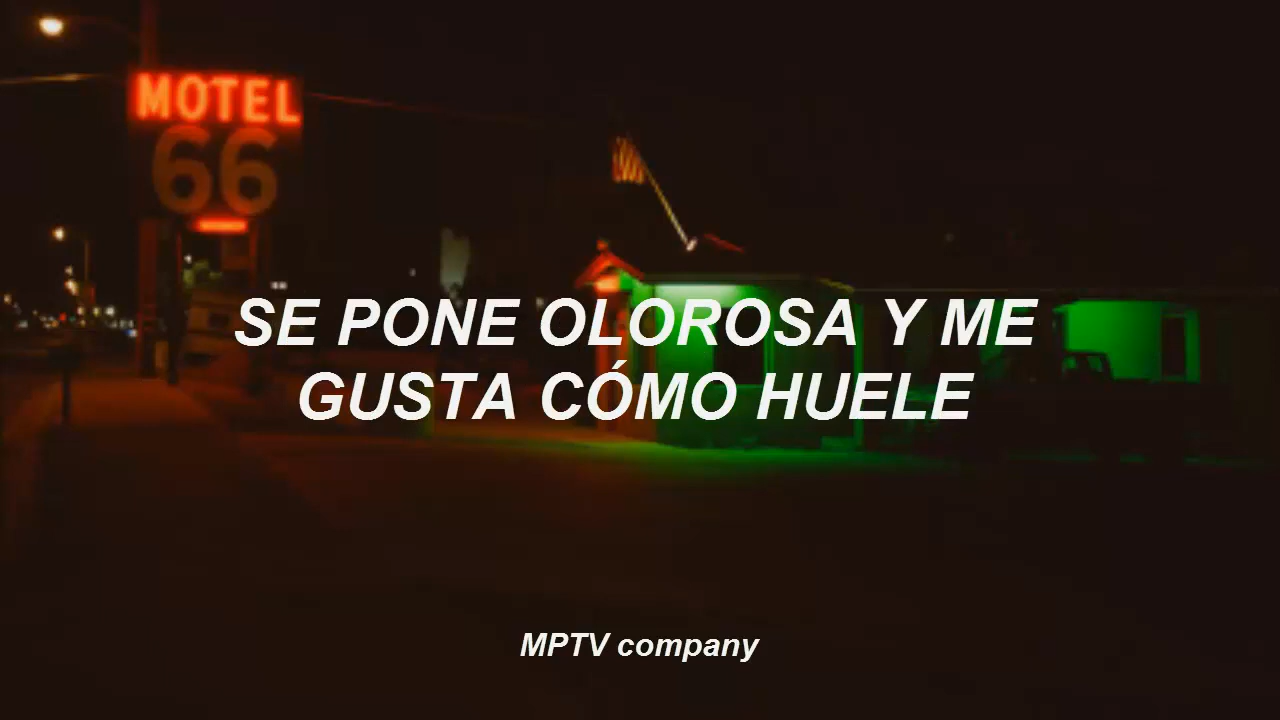 MOTEL
66
SE PONE OLOROSA Y ME
GUSTA CÓMO HUELE
MPTV company